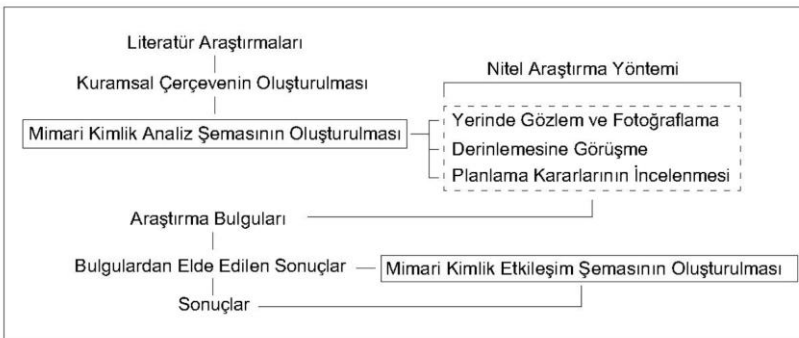 Literatür Araştırmaları
Kuramsal Çerçevenin Oluşturulması
Mimari Kimlik Analiz Şemasının Oluşturulması
Nitel Araştırma Yöntemi
Yerinde Gözlem ve Fotoğraflama
Derinlemesine Görüşme
Planlama Kararlarının İncelenmesi
Araştırma Bulguları
Bulgulardan Elde Edilen Sonuçlar
Mimari Kimlik Etkileşim Şemasının Oluşturulması
Sonuçlar